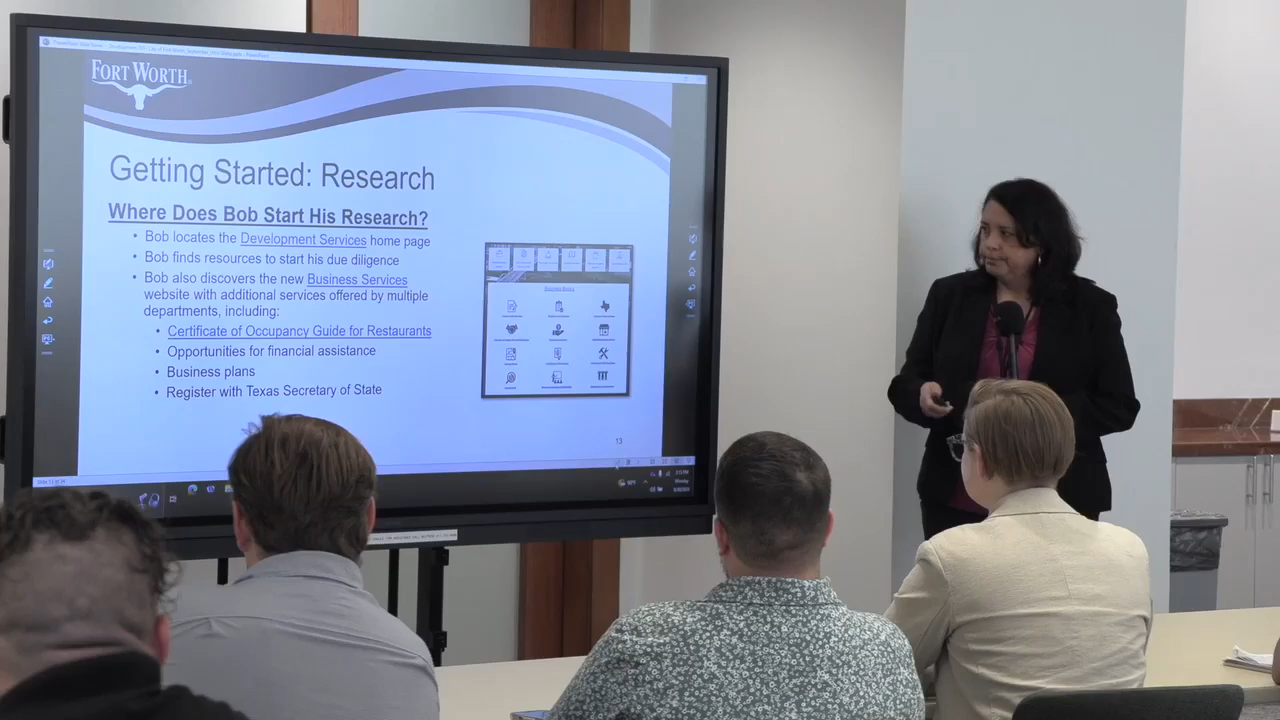 FORT WORTH
Getting Started: Research
Where Does Bob Start His Research?
• Bob locates the Development Services home page
• Bob finds resources to start his due diligence
• Bob also discovers the new Business Services
website with additional services offered by multiple
departments, including:
• Certificate of Occupancy Guide for Restaurants
• Opportunities for financial assistance
• Business plans
• Register with Texas Secretary of State
Business Basics
13
Monday